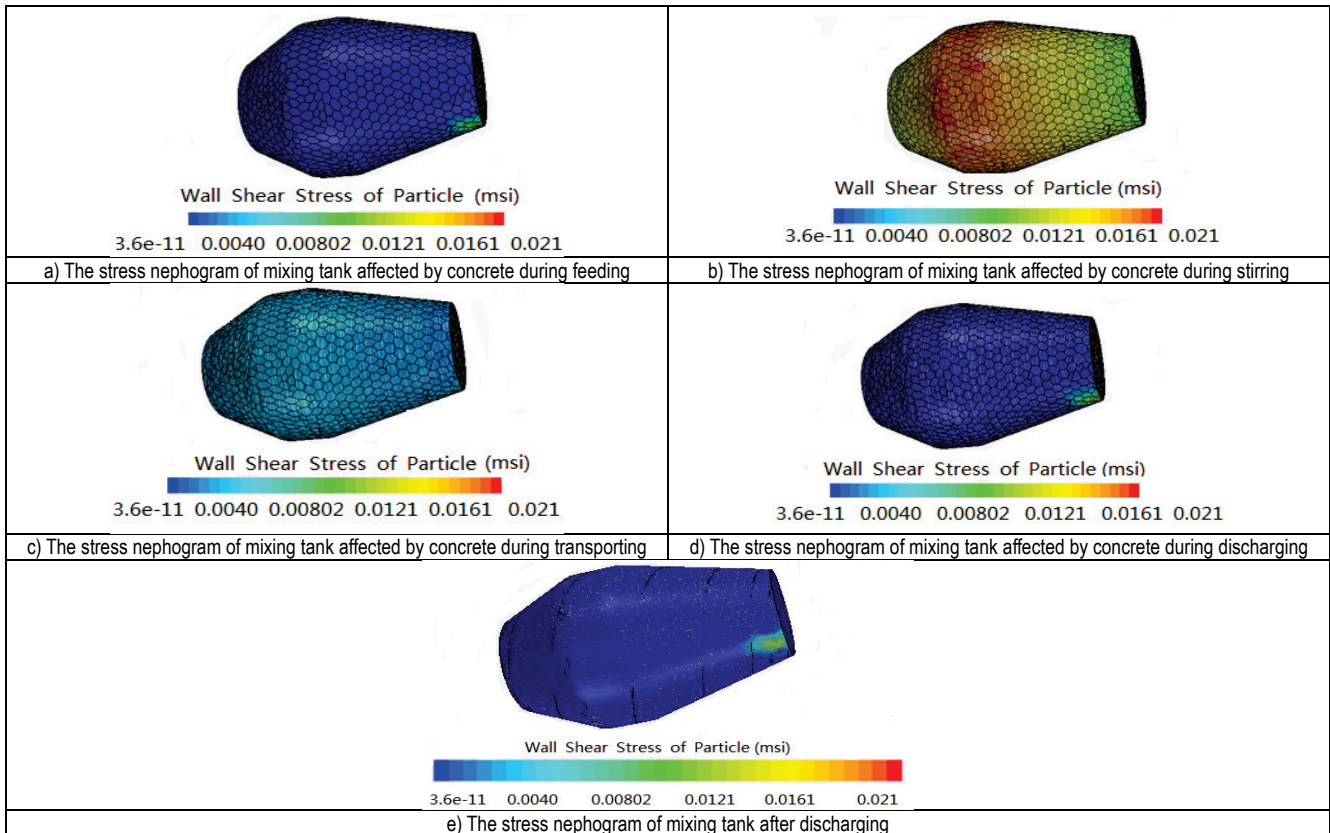 Wall Shear Stress of Particle (msi)
3.6e-11 0.0040 0.00802 0.0121 0.0161 0.021
a) The stress nephogram of mixing tank affected by concrete during feeding
Wall Shear Stress of Particle (msi)
3.6e-11 0.0040 0.00802 0.0121 0.0161 0.021
b) The stress nephogram of mixing tank affected by concrete during stirring
Wall Shear Stress of Particle (msi)
3.6e-11 0.0040 0.00802 0.0121 0.0161 0.021
c) The stress nephogram of mixing tank affected by concrete during transporting
Wall Shear Stress of Particle (msi)
3.6e-11 0.0040 0.00802 0.0121 0.0161 0.021
d) The stress nephogram of mixing tank affected by concrete during discharging
Wall Shear Stress of Particle (msi)
3.6e-11 0.0040 0.00802 0.0121 0.0161 0.021
e) The stress nephogram of mixing tank after discharging